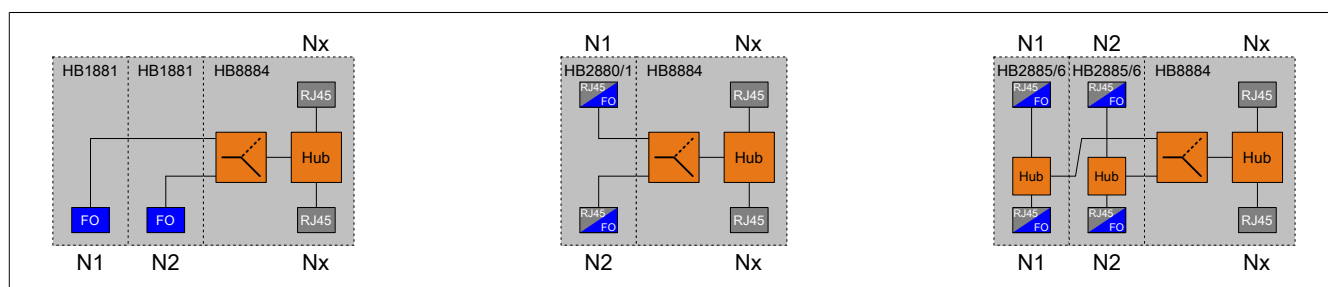 Nx
HB1881 HB1881 HB8884
RJ45
Hub
FO FO RJ45
N1 N2 Nx
N1 Nx
HB2880/1 HB8884
RJ45 FO RJ45
Hub
RJ45 FO RJ45
N2 Nx
N1 N2 Nx
HB2885/6 HB2885/6 HB8884
RJ45 FO RJ45 FO RJ45
Hub Hub Hub
RJ45 FO RJ45 FO RJ45
N1 N2 Nx